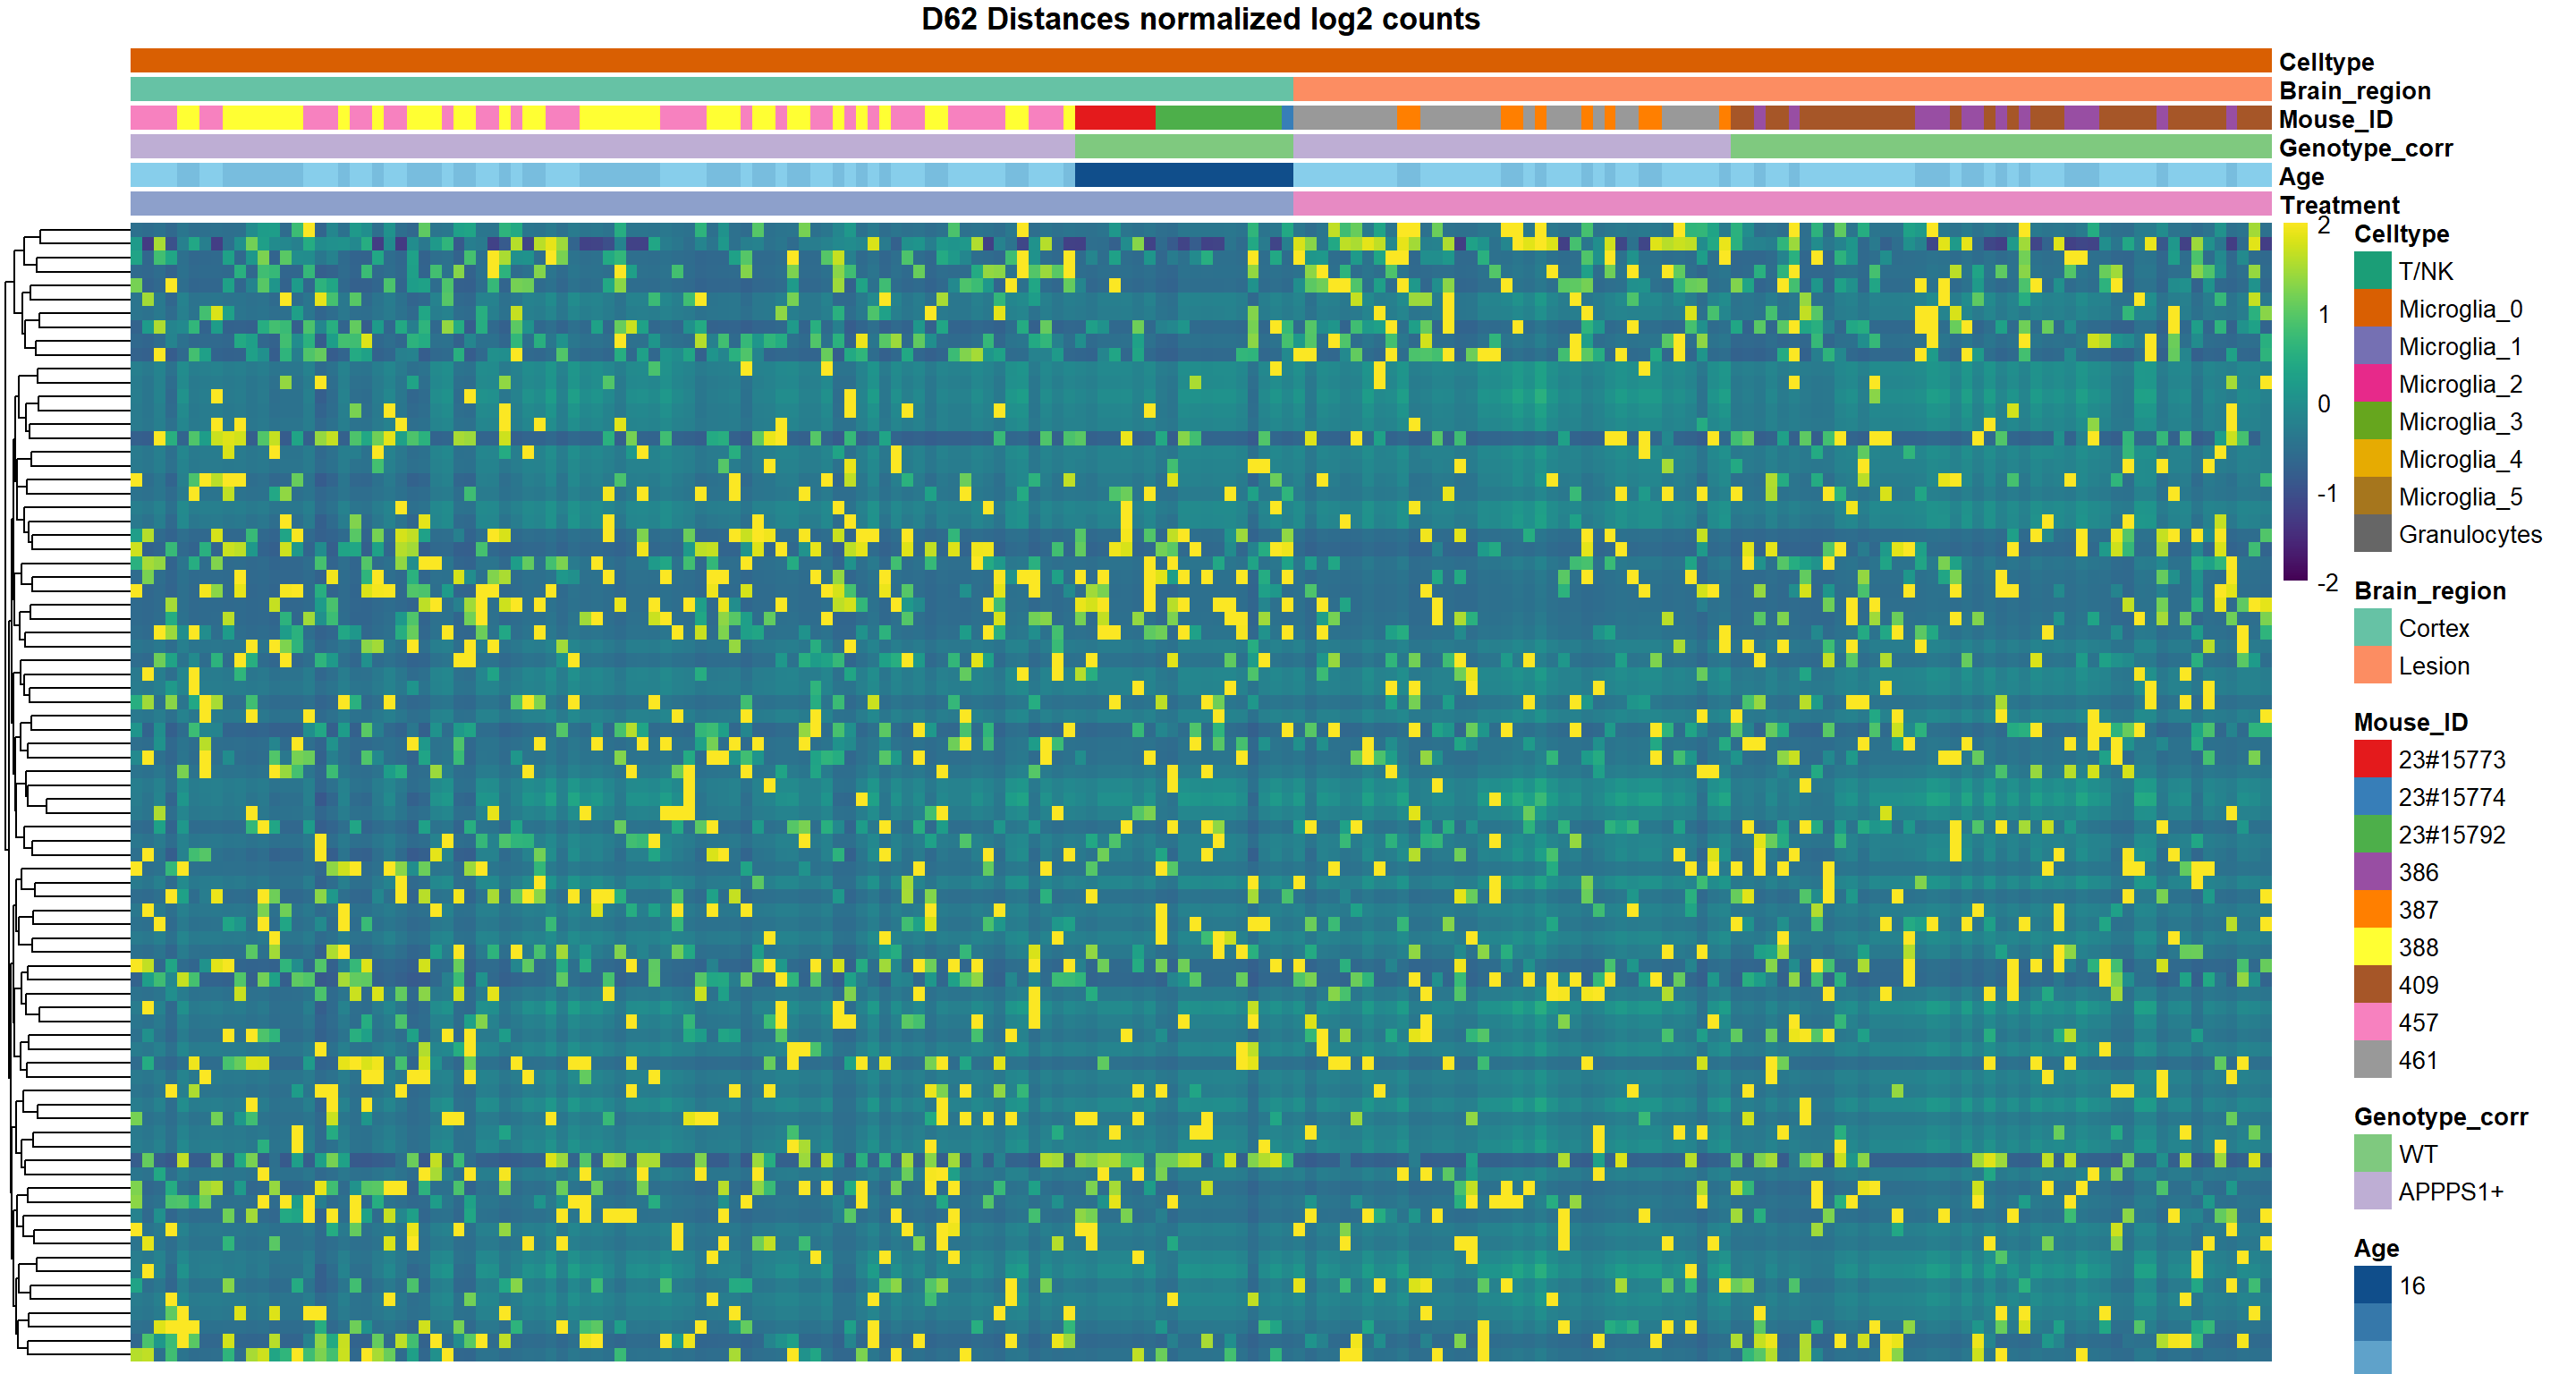 D62 Distances normalized log2 counts
Celltype
Brain_region
Mouse_ID
Genotype_corr
Age
Treatment
2
1
0
-1
-2
Celltype
T/NK
Microglia_0
Microglia_1
Microglia_2
Microglia_3
Microglia_4
Microglia_5
Granulocytes
Brain_region
Cortex
Lesion
Mouse_ID
23#15773
23#15774
23#15792
386
387
388
409
457
461
Genotype_corr
WT
APPPS1+
Age
16